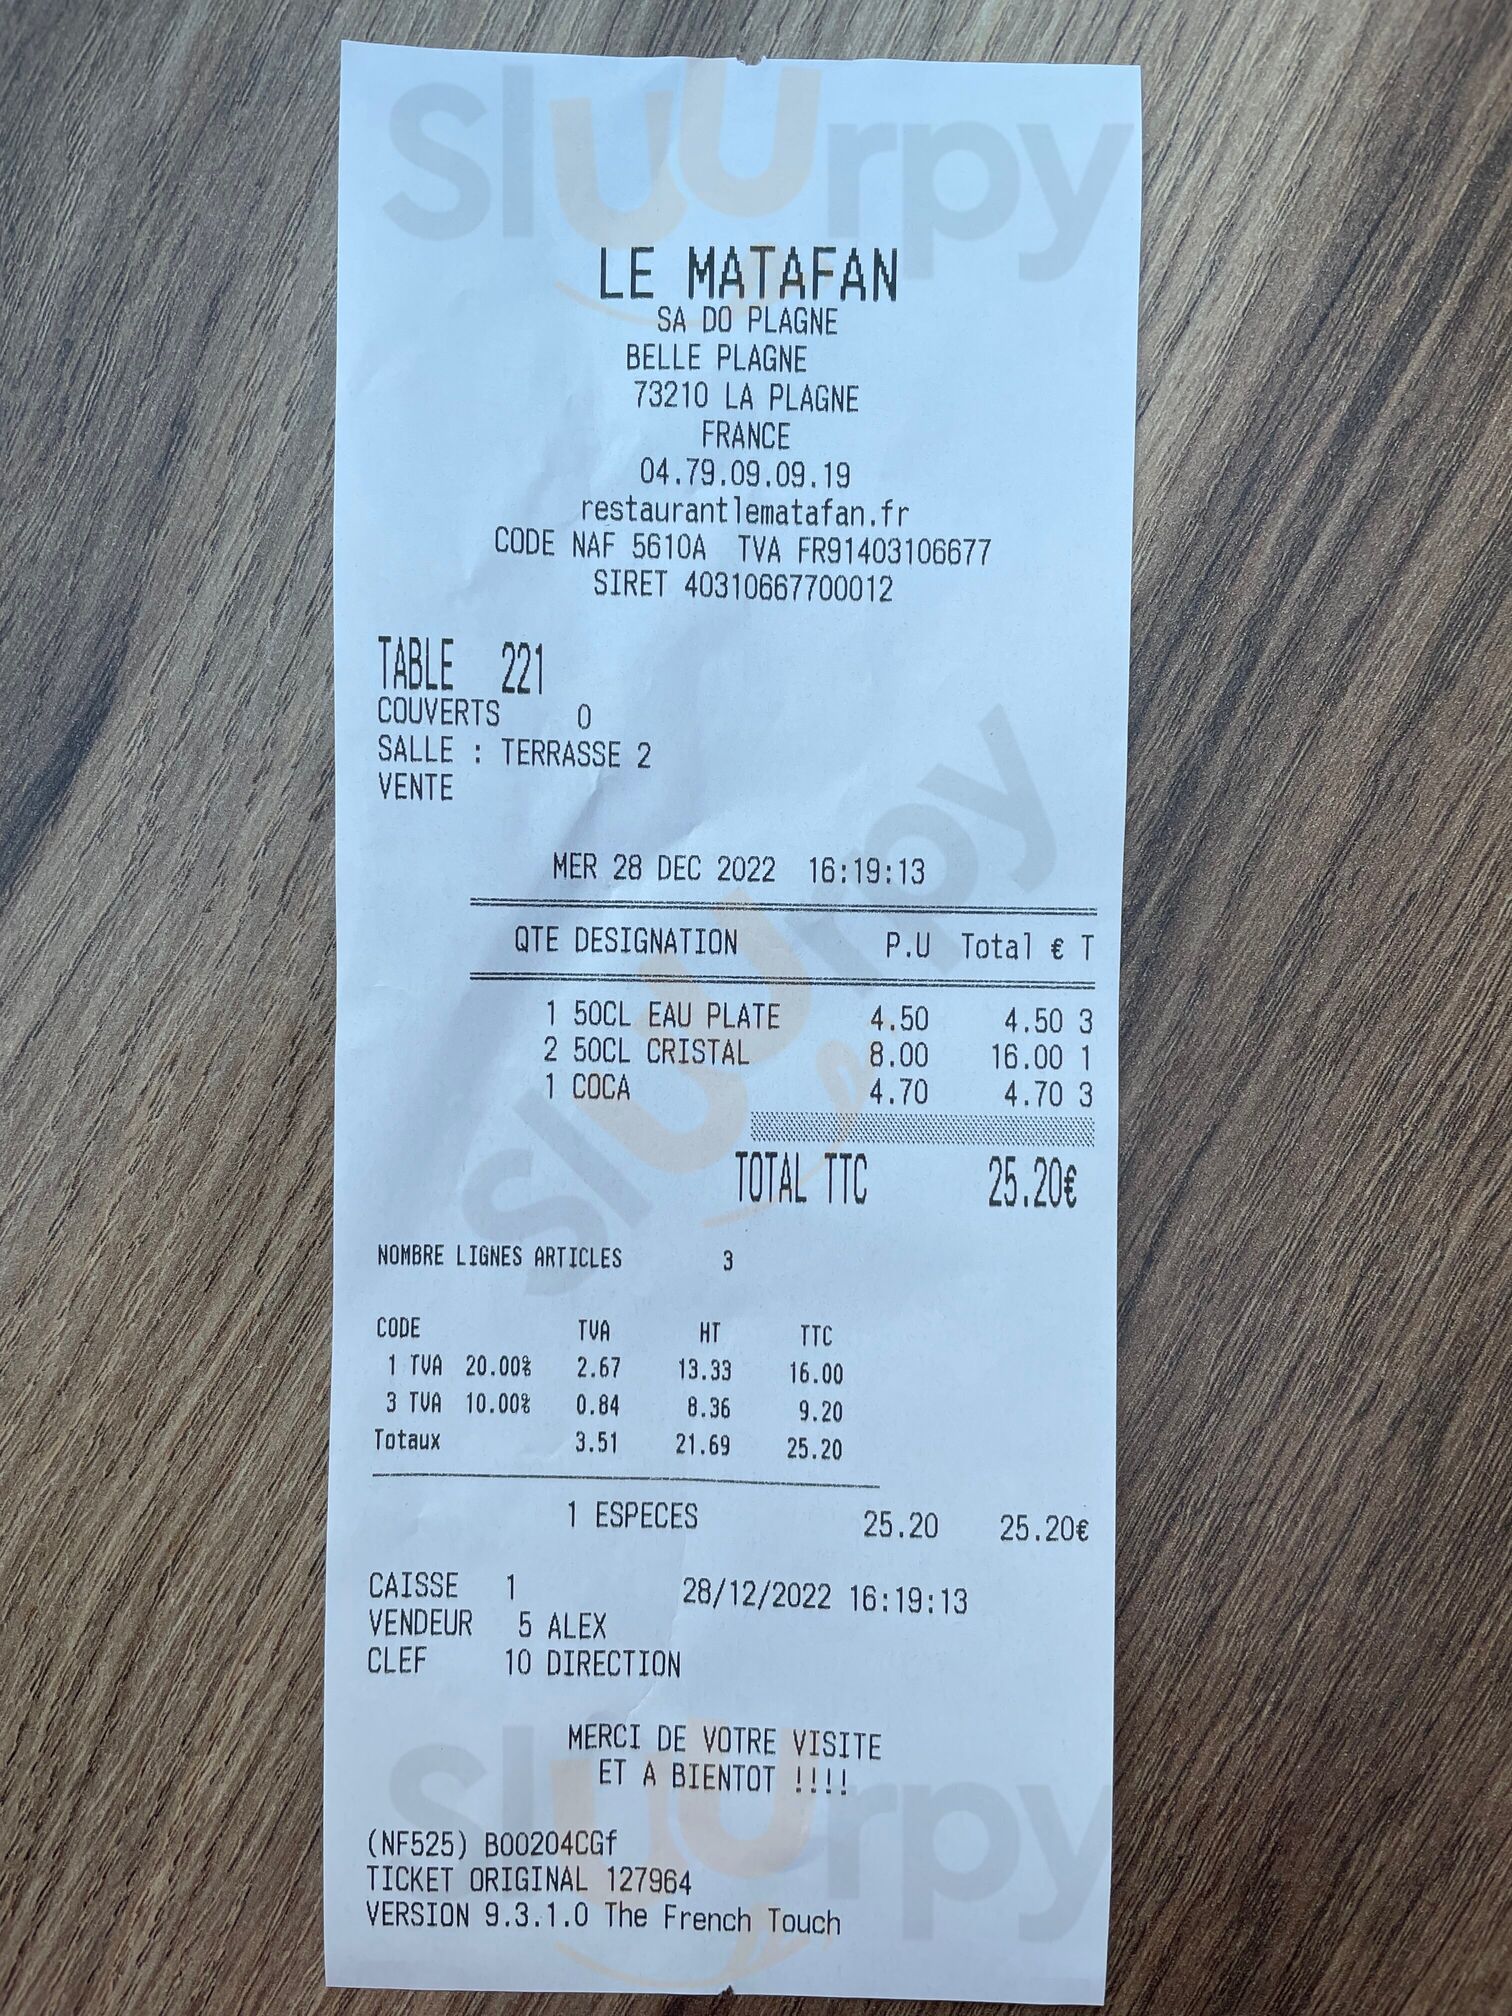 Sluurpy
LE MATAFAN
SA DO PLAGNE
BELLE PLAGNE
73210 LA PLAGNE
FRANCE
04.79.09.09.19
restaurantlematafan.fr
CODE NAF 5610A TVA FR91403106677
SIRET 40310667700012
TABLE 221
COUVERTS 0
SALLE : TERRASSE 2
VENTE
MER 28 DEC 2022 16:19:13
QTE DESIGNATION P.U Total € T
1 50CL EAU PLATE 4.50 4.50 3
2 50CL CRISTAL 8.00 16.00 1
1 COCA 4.70 4.70 3
Sluurpy
TOTAL TTC 25.20€
NOMBRE LIGNES ARTICLES 3
CODE TVA HT TTC
1 TVA 20.00% 2.67 13.33 16.00
3 TVA 10.00% 0.84 8.36 9.20
Totaux 3.51 21.69 25.20
1 ESPECES 25.20 25.20€
CAISSE 1 28/12/2022 16:19:13
VENDEUR 5 ALEX
CLEF 10 DIRECTION
MERCI DE VOTRE VISITE
ET A BIENTOT !!!!
Sluurpy
(NF525) B00204CGf
TICKET ORIGINAL 127964
VERSION 9.3.1.0 The French Touch